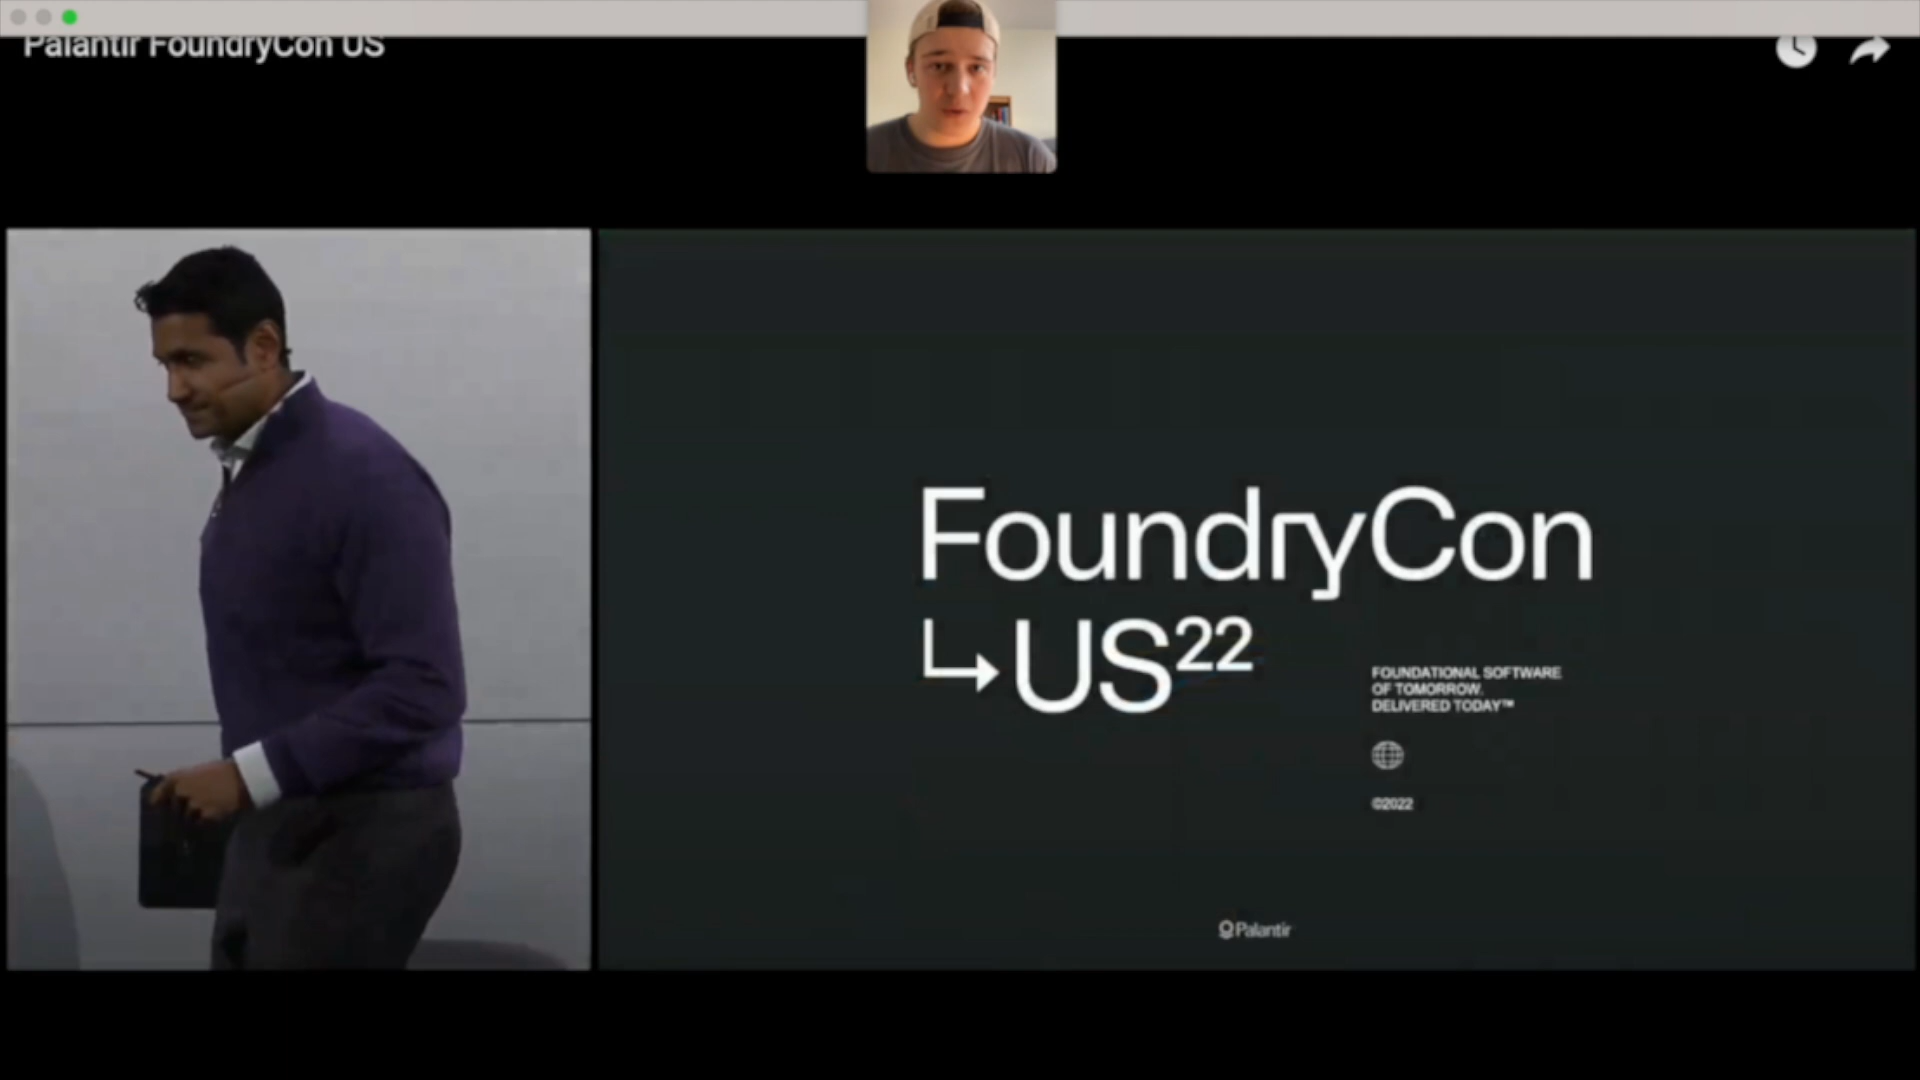 Palantir FoundryCon US
FoundryCon
↳US²²
FOUNDATIONAL SOFTWARE
OF TOMORROW.
DELIVERED TODAY™
©2022
Palantir